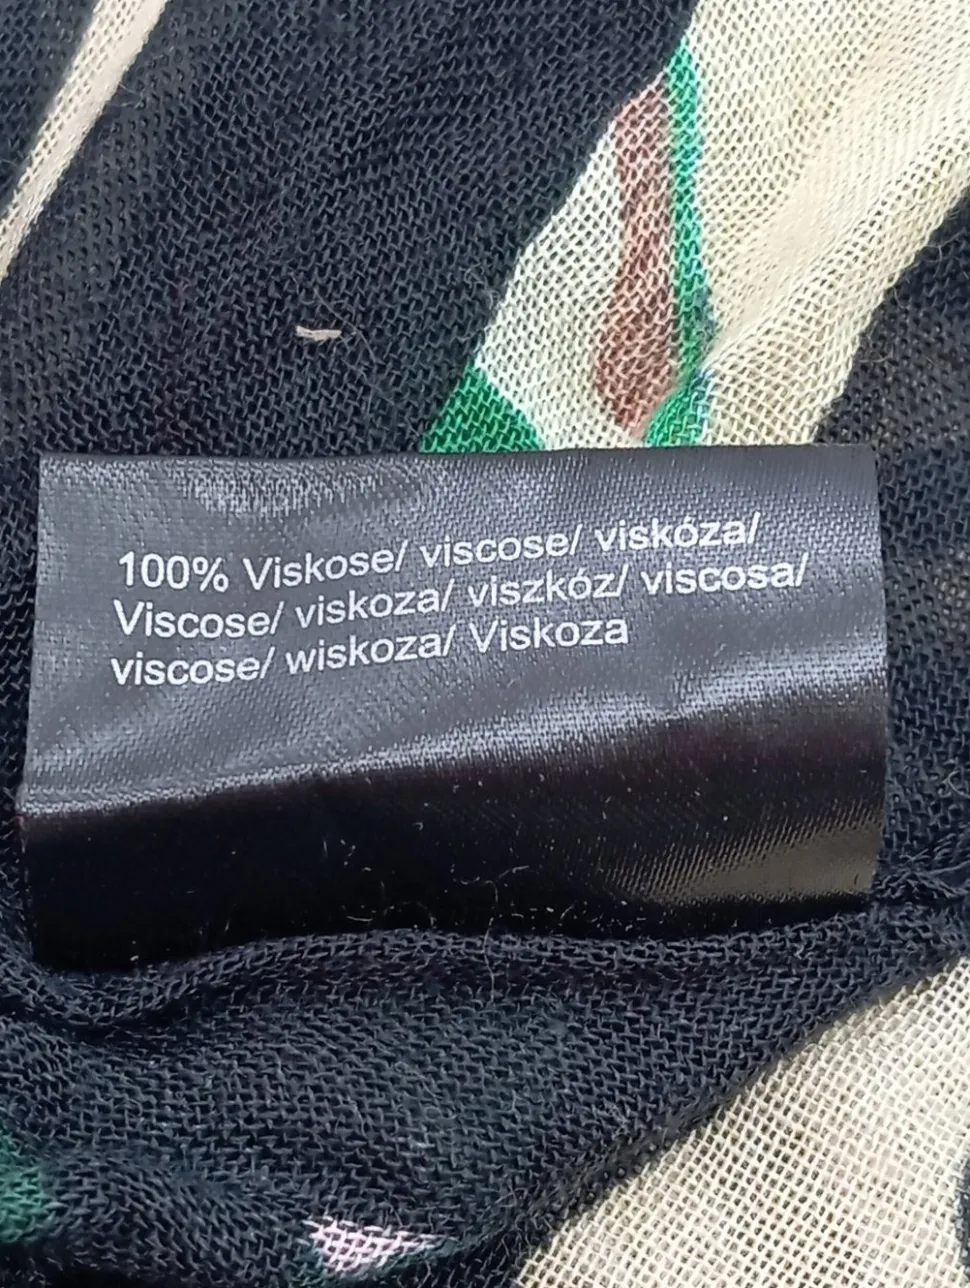 100% Viskose/ viscose/ viskóza/
Viscose/ viskoza/ viszkóz/ viscosa/
viscose/ wiskoza/ Viskoza